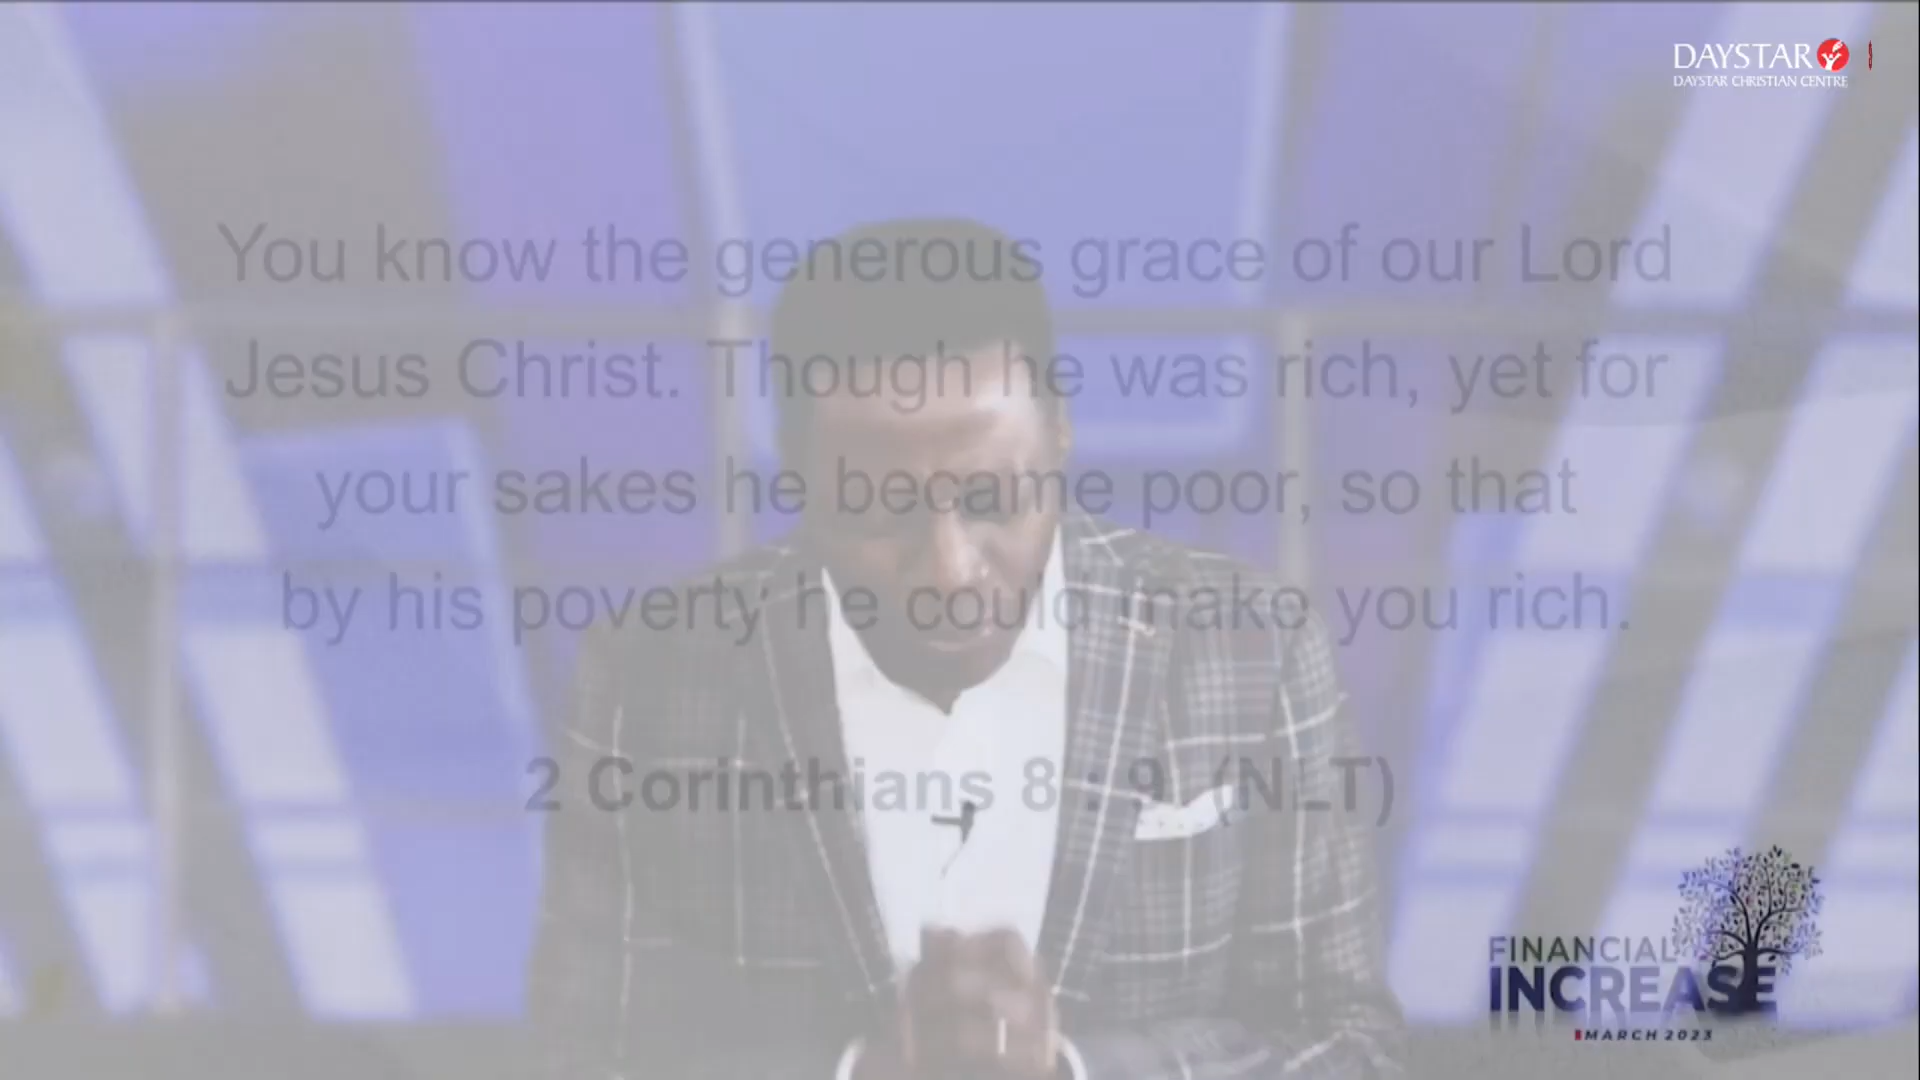 DAYSTAR
DAYSTAR CHRISTIAN CENTRE
You know the generous grace of our Lord
Jesus Christ. Though he was rich, yet for
your sakes he became poor, so that
by his poverty he could make you rich.
2 Corinthians 8 : 9 (NLT)
FINANCIAL
INCREASE
MARCH 2023